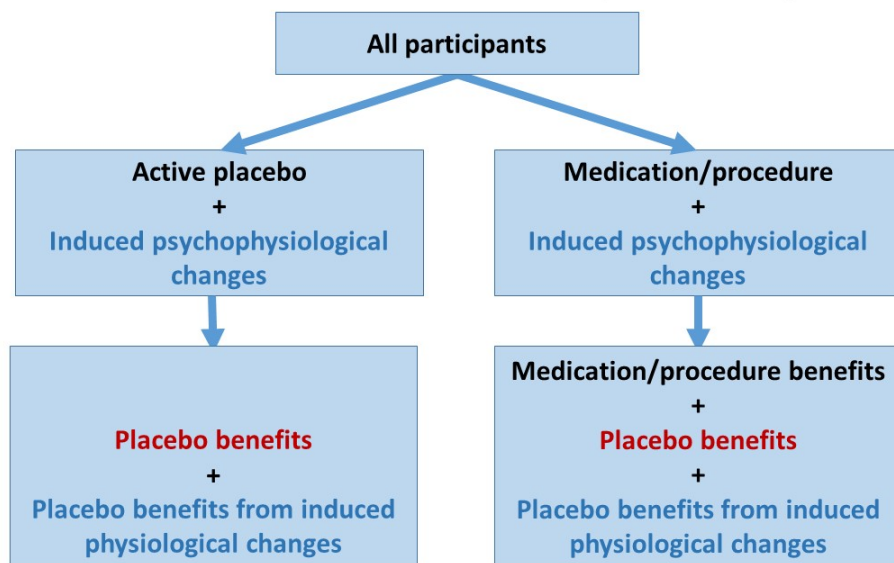 All participants
Active placebo
+
Induced psychophysiological
changes
Medication/procedure
+
Induced psychophysiological
changes
Placebo benefits
+
Placebo benefits from induced
physiological changes
Medication/procedure benefits
+
Placebo benefits
+
Placebo benefits from induced
physiological changes